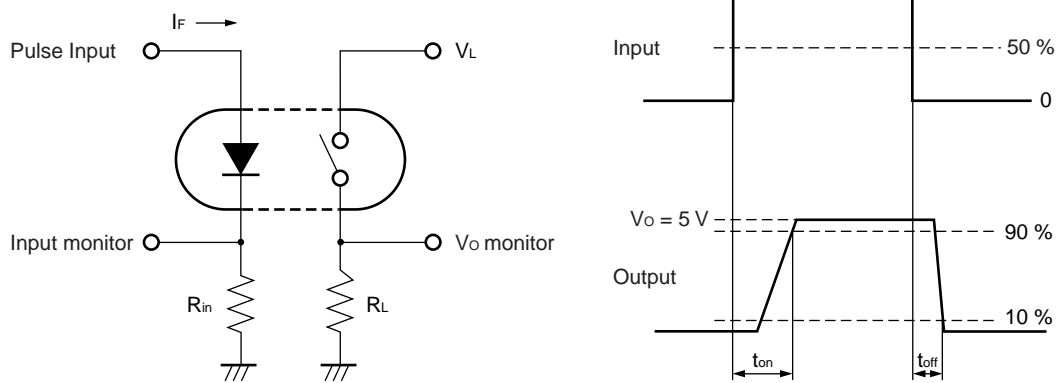 IF
Pulse Input
VL
Input monitor
VO monitor
Rin
RL
Input
50 %
0
VO = 5 V
90 %
Output
10 %
ton
toff